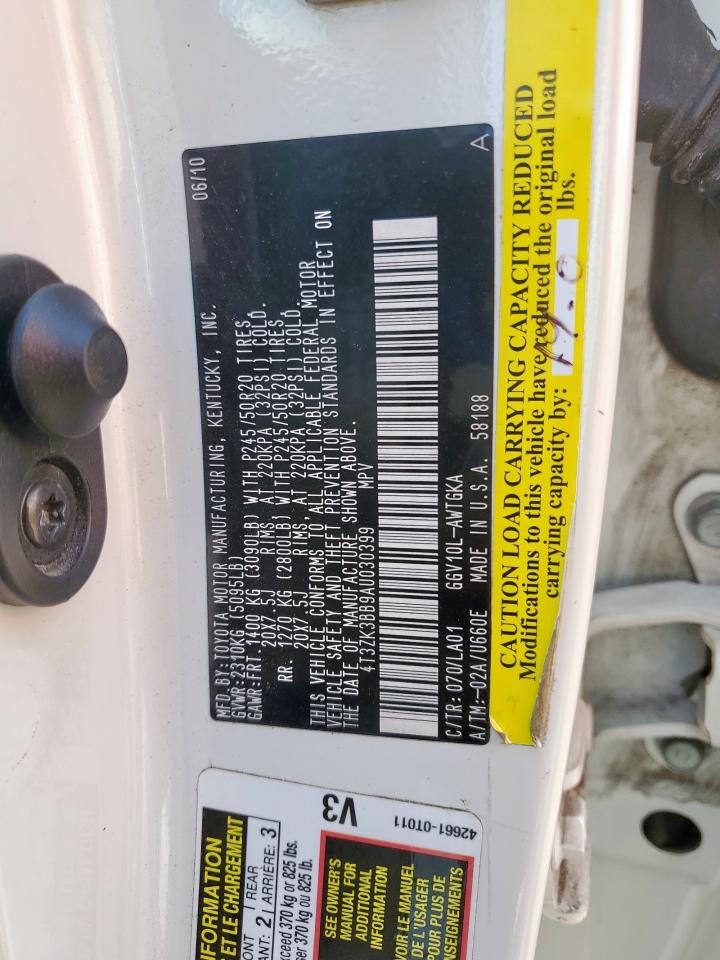 MFD.BY:TOYOTA MOTOR MANUFACTURING, KENTUCKY, INC. 06/10
GVWR:2310KG (5095LB)
GAWR:FRT.1400 KG (3090LB) WITH P245/50R20 TIRES,
20X7.5J RIMS, AT 220KPA (32PSI) COLD.
RR. 1270 KG (2800LB) WITH P245/50R20 TIRES,
20X7.5J RIMS, AT 220KPA (32PSI) COLD.
THIS VEHICLE CONFORMS TO ALL APPLICABLE FEDERAL MOTOR
VEHICLE SAFETY AND THEFT PREVENTION STANDARDS IN EFFECT ON
THE DATE OF MANUFACTURE SHOWN ABOVE.
4T3ZK3BB9AU030399 MPV
C/TR: 070/LA01 GGV10L-AWTGKA
A/TM:-02A/U660E MADE IN U.S.A. 58188 A
CAUTION LOAD CARRYING CAPACITY REDUCED
Modifications to this vehicle have reduced the original load
carrying capacity by: lbs.
NFORMATION
S ET LE CHARGEMENT
ONT REAR
ANT: 2 ARRIÈRE: 3
xceed 370 kg or 825 lbs.
ser 370 kg ou 825 lb.
V3
SEE OWNER'S
MANUAL FOR
ADDITIONAL
INFORMATION
VOIR LE MANUEL
DE L'USAGER
POUR PLUS DE
RENSEIGNEMENTS
42661-0T011